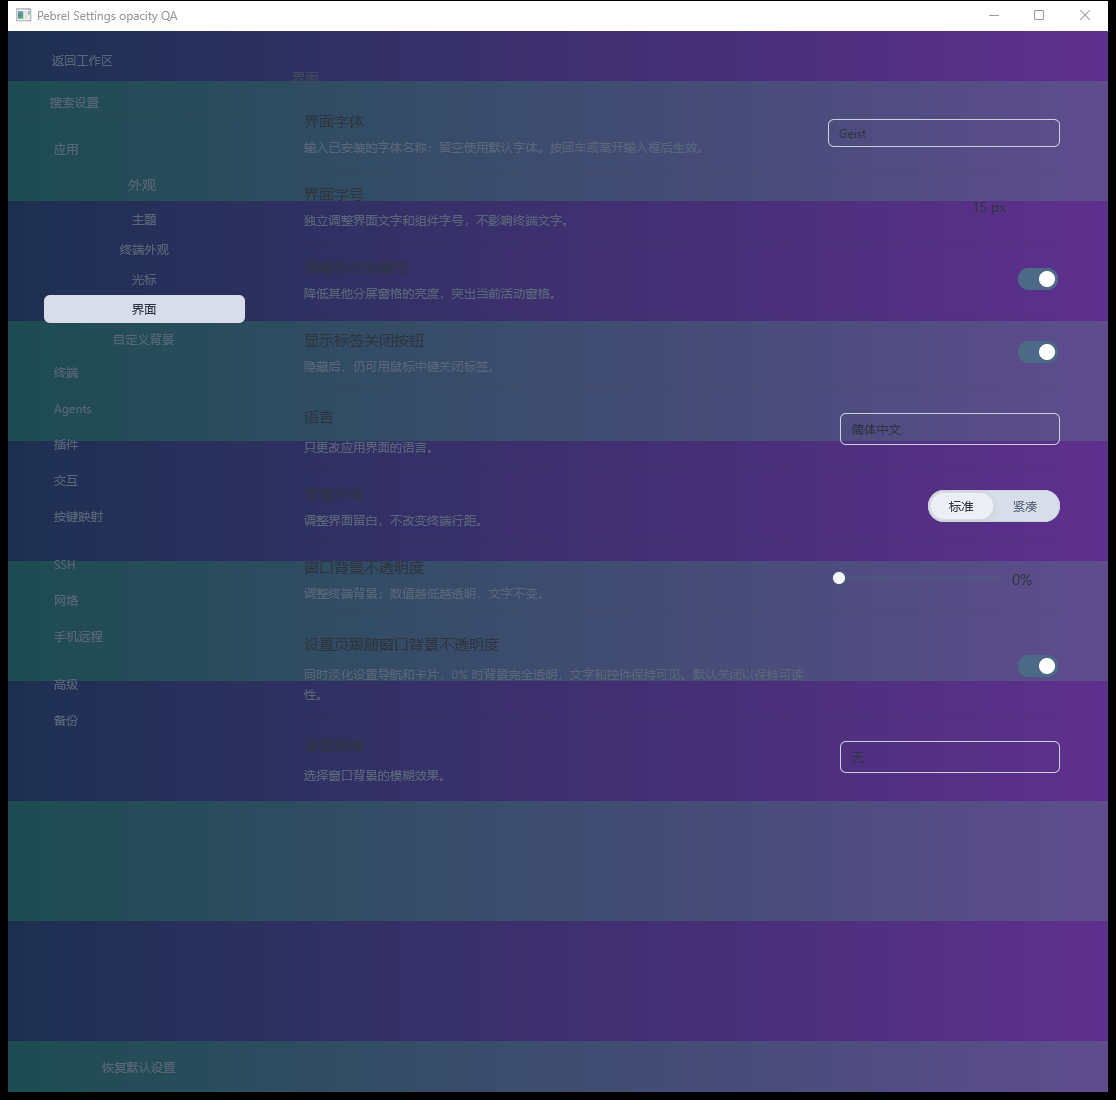 Pebrel Settings opacity QA
返回工作区
搜索设置
应用
外观
主题
终端外观
光标
界面
自定义背景
终端
Agents
插件
交互
按键映射
SSH
网络
手机远程
高级
备份
恢复默认设置
界面
界面字体
输入已安装的字体名称；留空使用默认字体。按回车或离开输入框后生效。
Geist
界面字号
独立调整界面文字和组件字号，不影响终端文字。
15 px
降低其他分屏窗格的亮度，突出当前活动窗格。
显示标签关闭按钮
隐藏后，仍可用鼠标中键关闭标签。
语言
只更改应用界面的语言。
简体中文
调整界面留白，不改变终端行距。
标准
紧凑
窗口背景不透明度
调整终端背景；数值越低越透明，文字不变。
0%
设置页跟随窗口背景不透明度
同时淡化设置导航和卡片，0% 时背景完全透明，文字和控件保持可见。默认关闭以保持可读
性。
选择窗口背景的模糊效果。
无